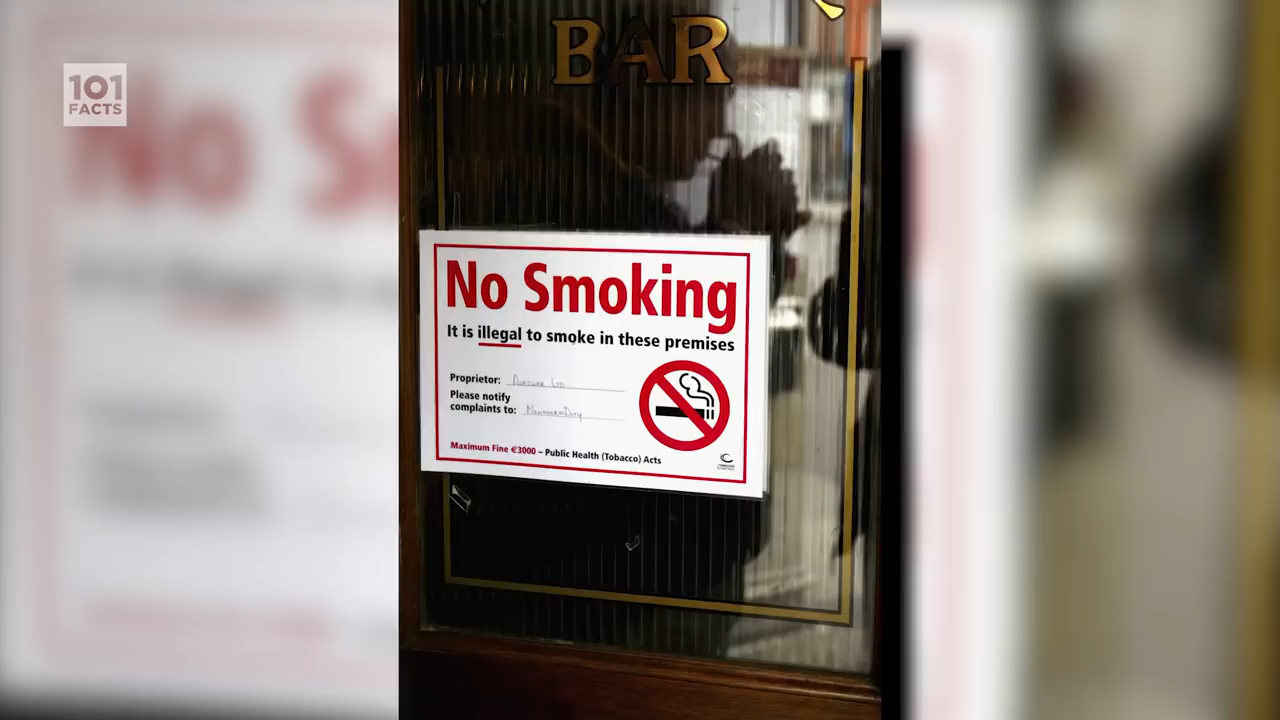 101
FACTS
BAR
No Smoking
It is illegal to smoke in these premises
Proprietor:
Please notify
complaints to:
Maximum Fine €3000 – Public Health (Tobacco) Acts